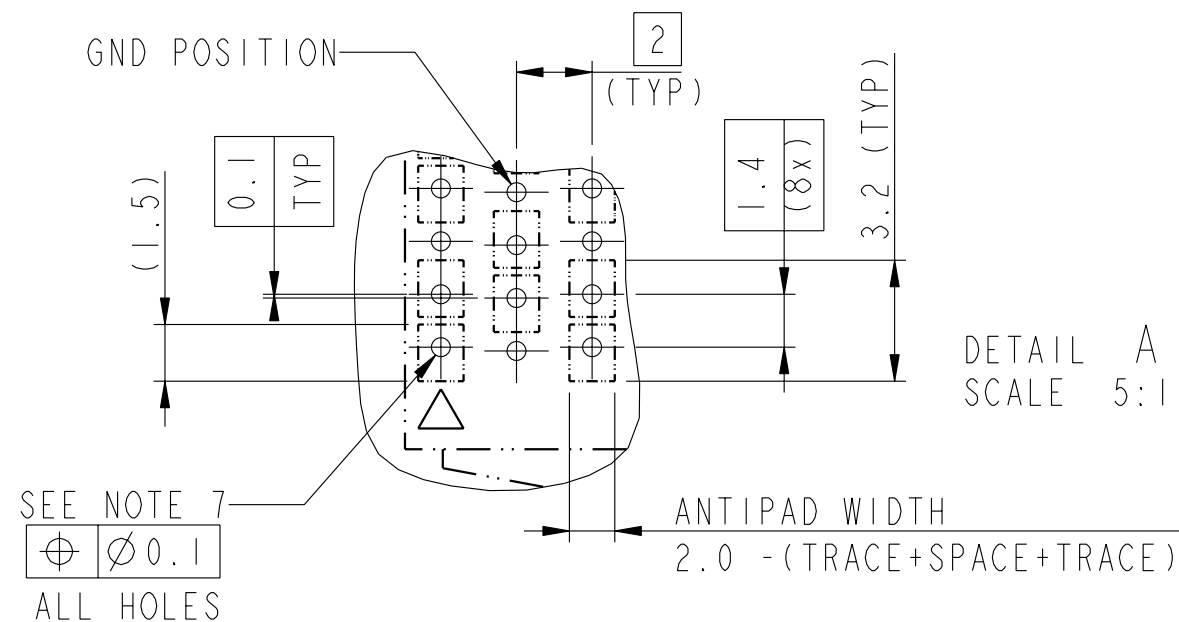 GND POSITION
2
(TYP)
0.1
TYP
(1.5)
1.4
(8x)
3.2 (TYP)
DETAIL A
SCALE 5:1
SEE NOTE 7
⌖ Ø0.1
ALL HOLES
ANTIPAD WIDTH
2.0 -(TRACE+SPACE+TRACE)